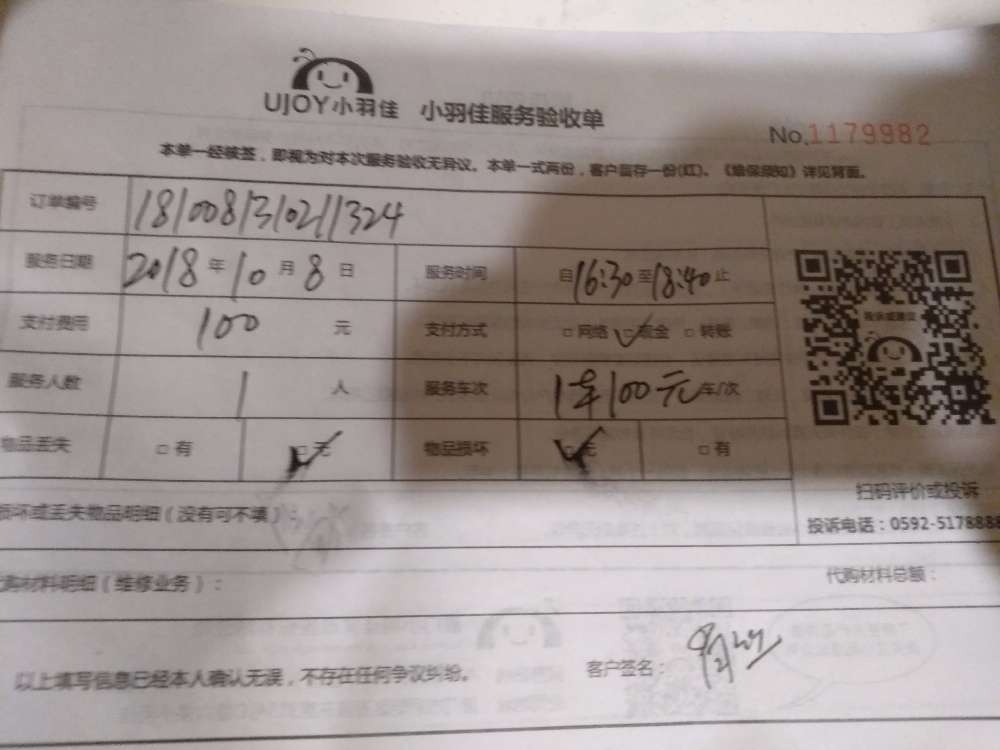 UJOY小羽佳 小羽佳服务验收单
No.1179982
本单一经被签，即视为对本次服务验收无异议。本单一式两份，客户留存一份(红)。《维保须知》详见背面。
订单编号 181008131021324
服务日期 2018年10月8日 服务时间 自16:30至18:40止
支付费用 100元 支付方式 □网络 □✓现金 □转账
服务人数 1人 服务车次 1车100元车/次
物品丢失 □有 □✓无 物品损坏 □✓无 □有
扫码评价或投诉
损坏或丢失物品明细（没有可不填）：
投诉电话：0592-5178888
代购材料明细（维修业务）： 代购材料总额：
以上填写信息已经本人确认无误，不存在任何争议纠纷。 客户签名：